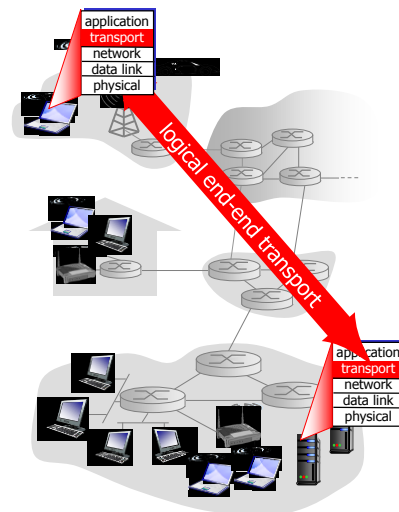 application
transport
network
data link
physical
logical end-end transport
application
transport
network
data link
physical